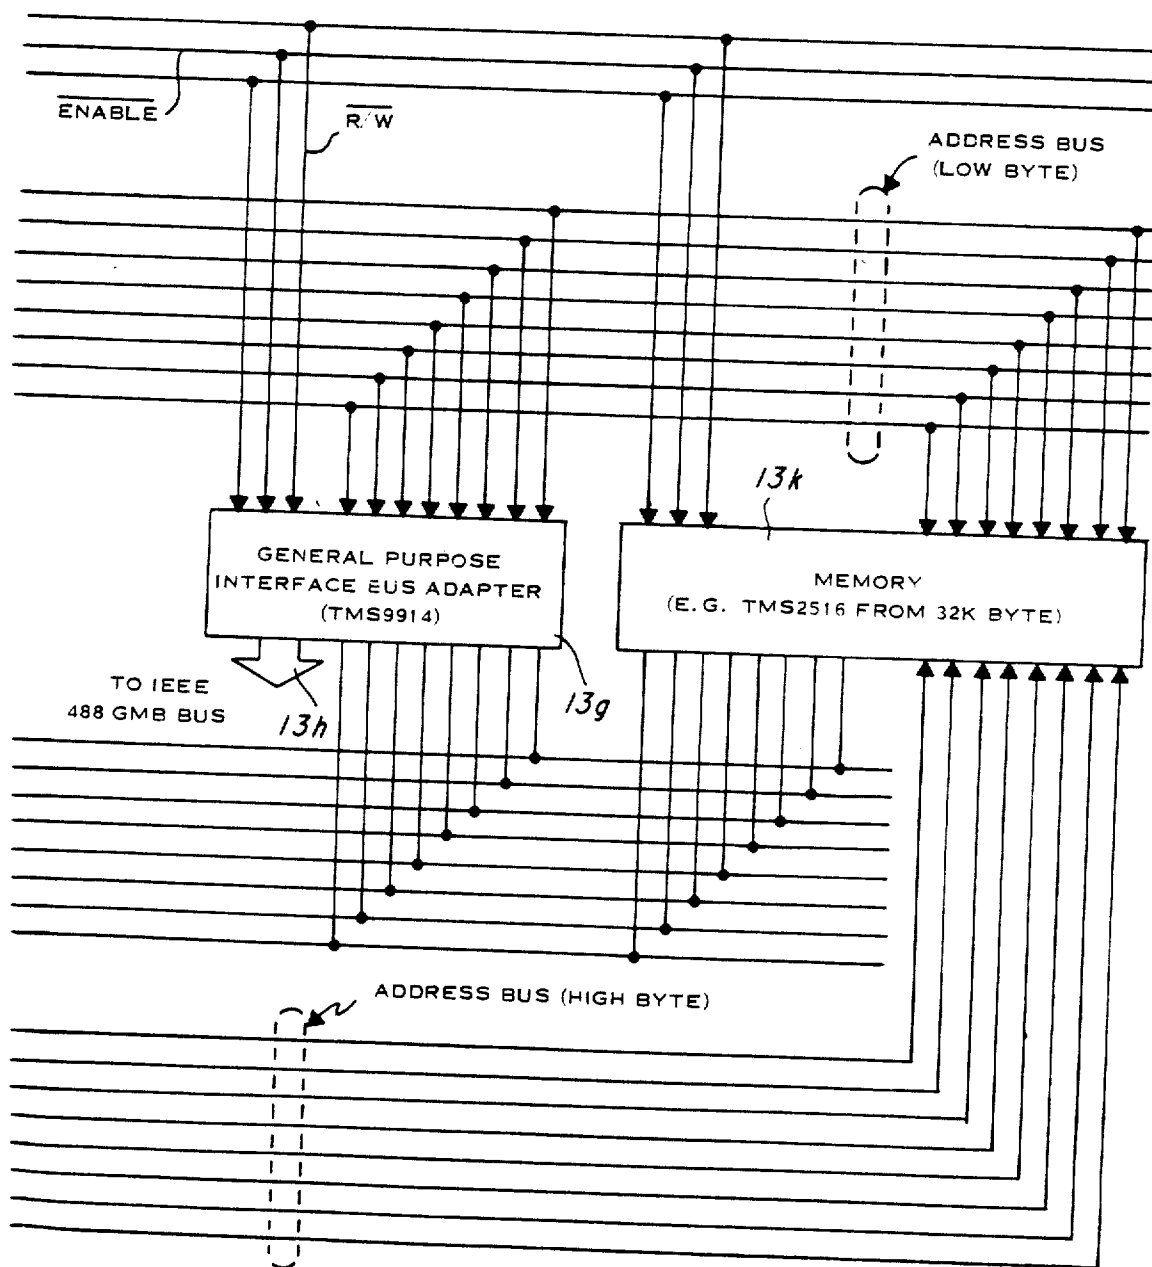 ENABLE
R/W
ADDRESS BUS
(LOW BYTE)
13k
GENERAL PURPOSE
INTERFACE BUS ADAPTER
(TMS9914)
MEMORY
(E.G. TMS2516 FROM 32K BYTE)
13g
TO IEEE
488 GMB BUS
13h
ADDRESS BUS (HIGH BYTE)